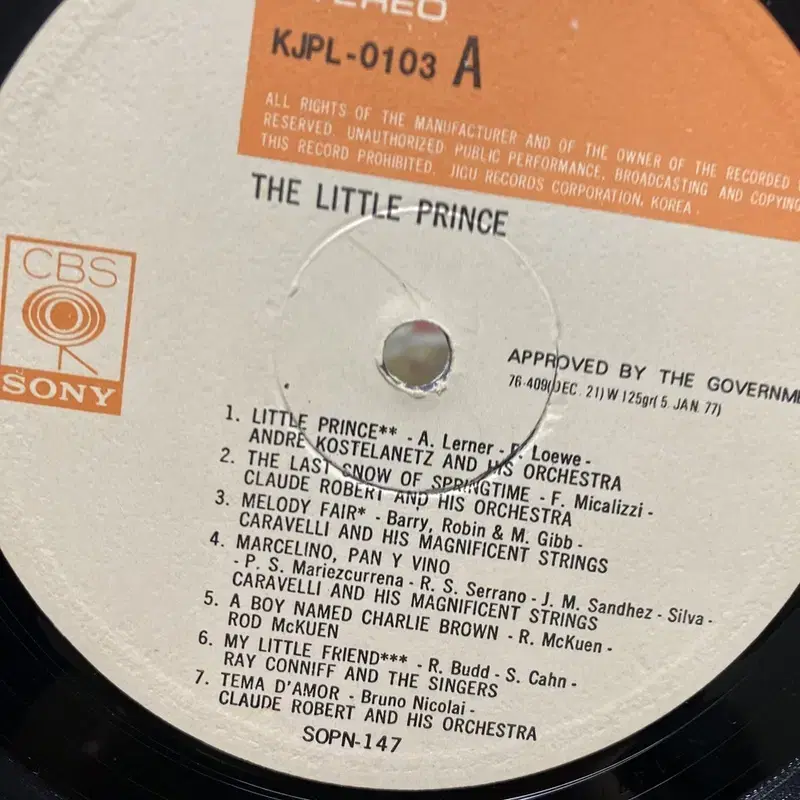 STEREO
KJPL-0103 A
ALL RIGHTS OF THE MANUFACTURER AND OF THE OWNER OF THE RECORDED
RESERVED. UNAUTHORIZED PUBLIC PERFORMANCE, BROADCASTING AND COPYING
THIS RECORD PROHIBITED. JIGU RECORDS CORPORATION, KOREA.
THE LITTLE PRINCE
CBS
SONY
APPROVED BY THE GOVERNME
76-409(DEC. 21) W 125gr( 5. JAN. 77)
1. LITTLE PRINCE** - A. Lerner - F. Loewe -
ANDRE KOSTELANETZ AND HIS ORCHESTRA
2. THE LAST SNOW OF SPRINGTIME - F. Micalizzi -
CLAUDE ROBERT AND HIS ORCHESTRA
3. MELODY FAIR* - Barry, Robin & M. Gibb -
CARAVELLI AND HIS MAGNIFICENT STRINGS
4. MARCELINO, PAN Y VINO
- P. S. Mariezcurrena - R. S. Serrano - J. M. Sandhez - Silva -
CARAVELLI AND HIS MAGNIFICENT STRINGS
5. A BOY NAMED CHARLIE BROWN - R. McKuen -
ROD McKUEN
6. MY LITTLE FRIEND*** - R. Budd - S. Cahn -
RAY CONNIFF AND THE SINGERS
7. TEMA D'AMOR - Bruno Nicolai -
CLAUDE ROBERT AND HIS ORCHESTRA
SOPN-147